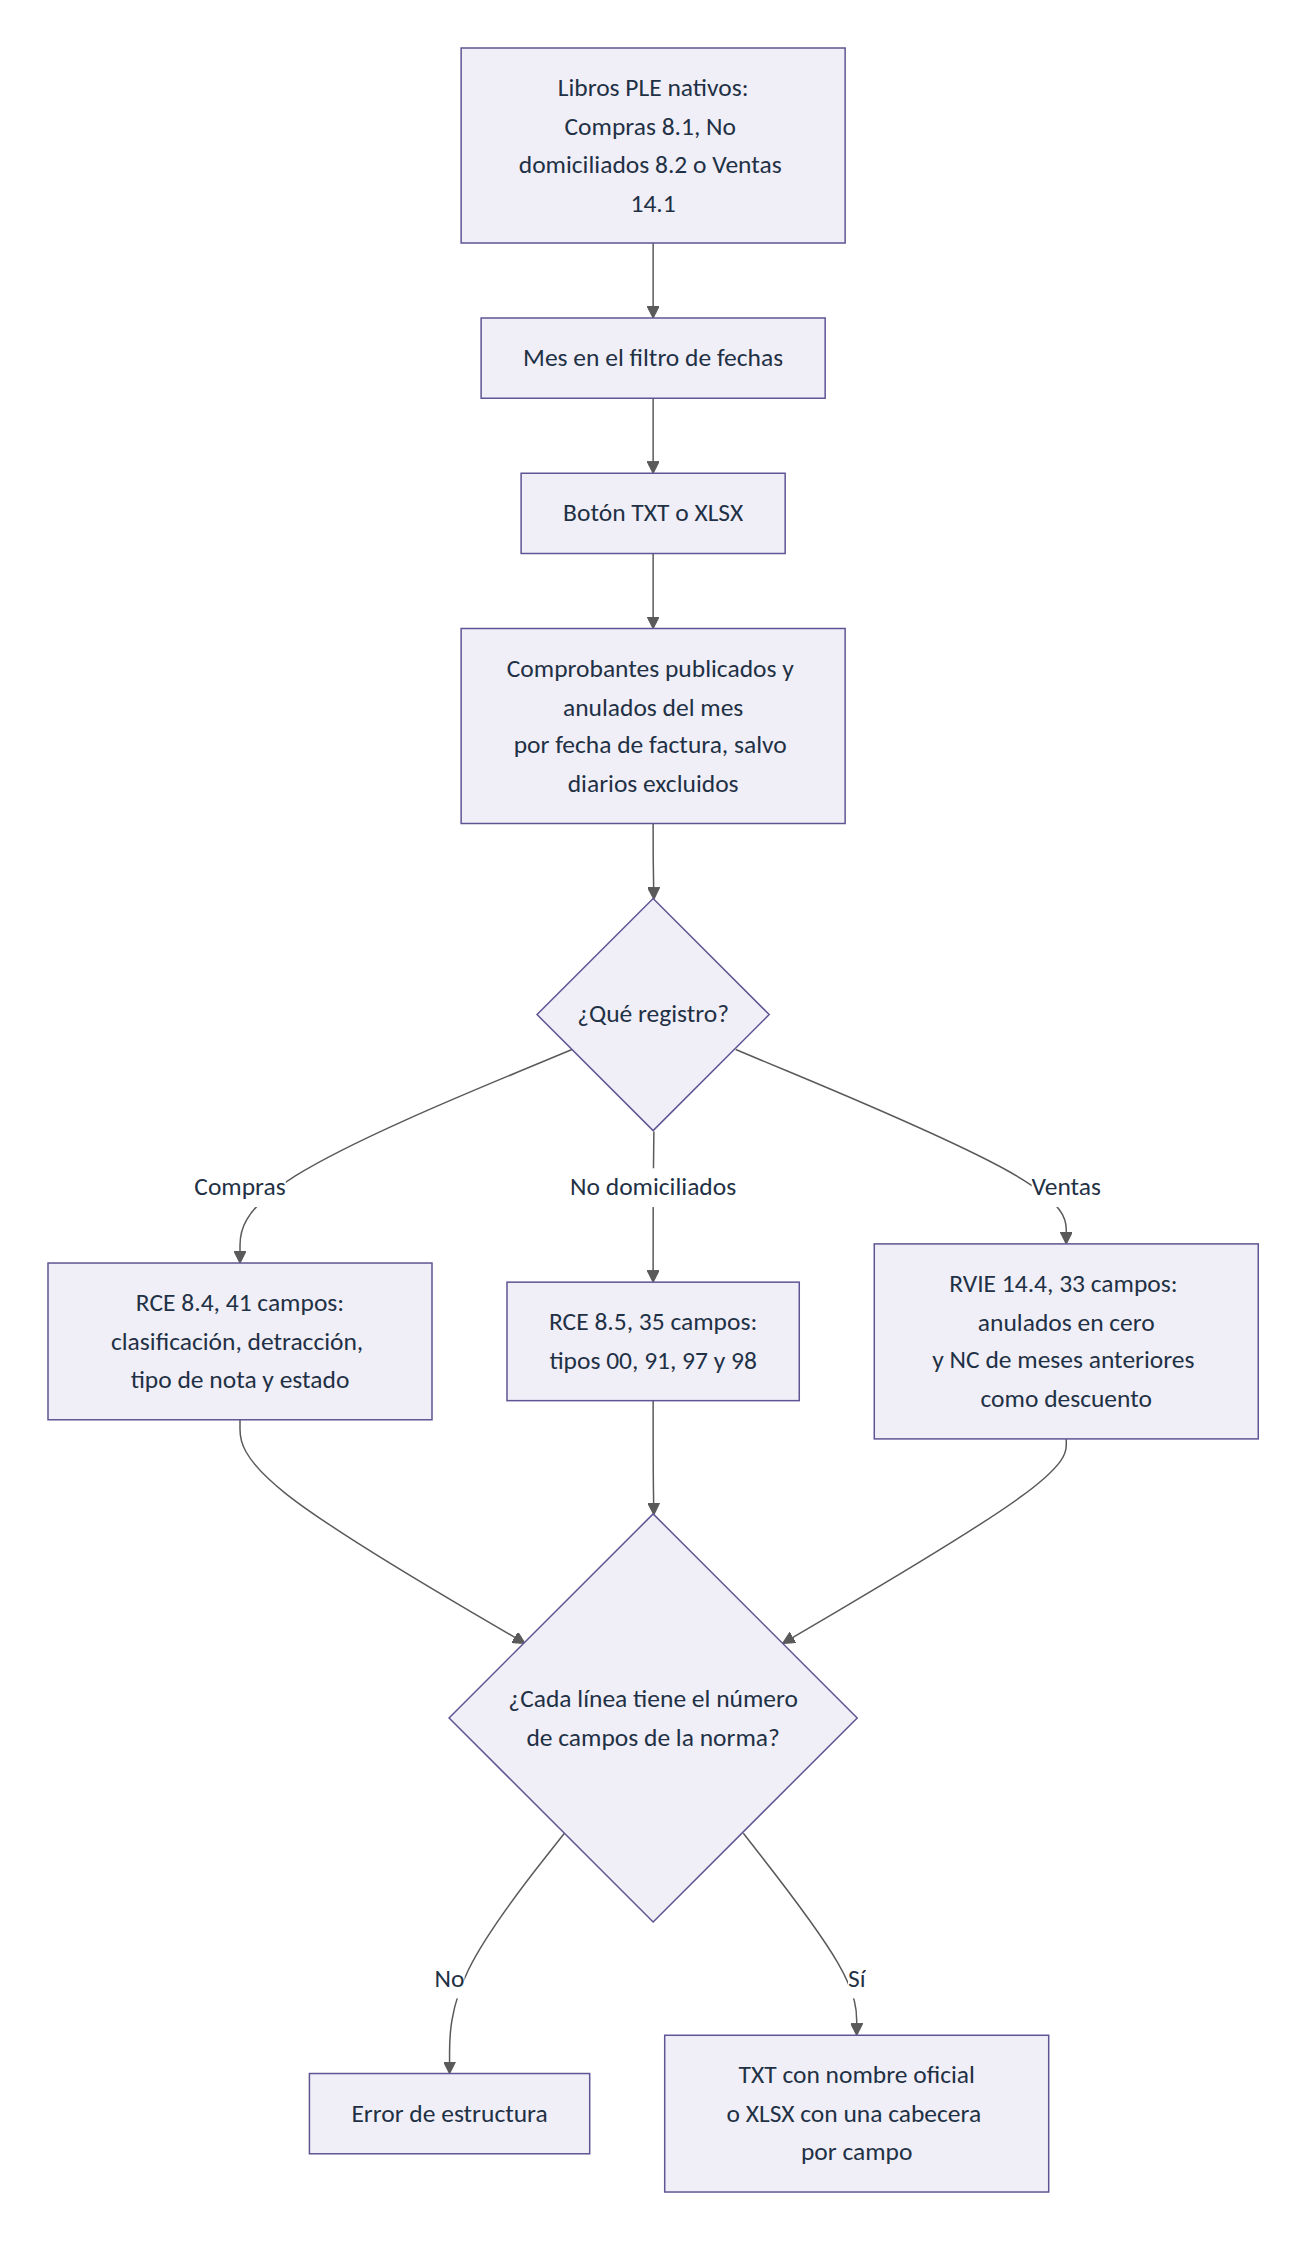 Libros PLE nativos:
Compras 8.1, No
domiciliados 8.2 o Ventas
14.1
Mes en el filtro de fechas
Botón TXT o XLSX
Comprobantes publicados y
anulados del mes
por fecha de factura, salvo
diarios excluidos
¿Qué registro?
Compras
No domiciliados
Ventas
RCE 8.4, 41 campos:
clasificación, detracción,
tipo de nota y estado
RCE 8.5, 35 campos:
tipos 00, 91, 97 y 98
RVIE 14.4, 33 campos:
anulados en cero
y NC de meses anteriores
como descuento
¿Cada línea tiene el número
de campos de la norma?
No
Sí
Error de estructura
TXT con nombre oficial
o XLSX con una cabecera
por campo